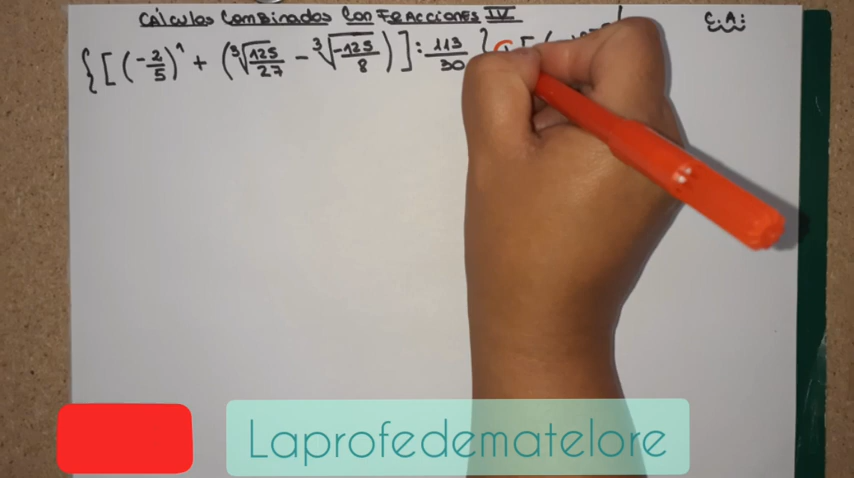 CÁLCULOS COMBINADOS CON FRACCIONES IV
C.A:
{[(-2/5)^1 + (∛125/27 - ∛-125/8)] : 113/30 }
Laprofedematelore